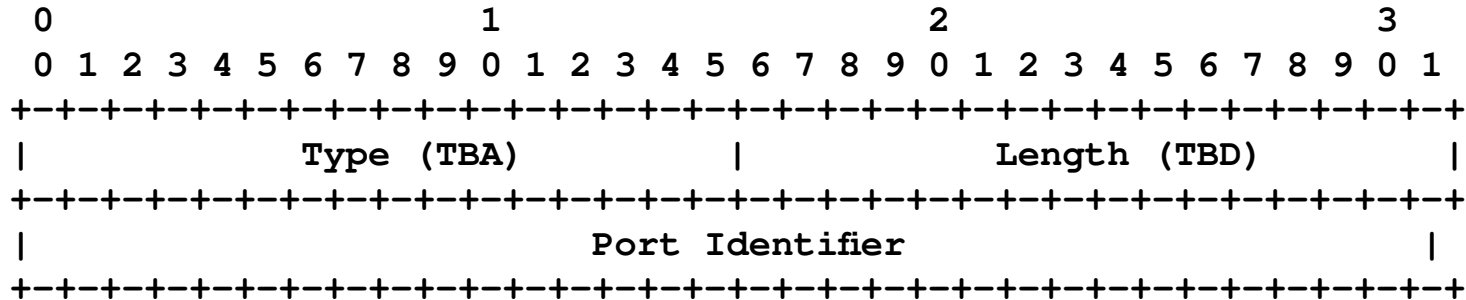 0                   1                   2                   3
 0 1 2 3 4 5 6 7 8 9 0 1 2 3 4 5 6 7 8 9 0 1 2 3 4 5 6 7 8 9 0 1
+-+-+-+-+-+-+-+-+-+-+-+-+-+-+-+-+-+-+-+-+-+-+-+-+-+-+-+-+-+-+-+-+
|            Type (TBA)         |           Length (TBD)        |
+-+-+-+-+-+-+-+-+-+-+-+-+-+-+-+-+-+-+-+-+-+-+-+-+-+-+-+-+-+-+-+-+
|                         Port Identifier                      |
+-+-+-+-+-+-+-+-+-+-+-+-+-+-+-+-+-+-+-+-+-+-+-+-+-+-+-+-+-+-+-+-+